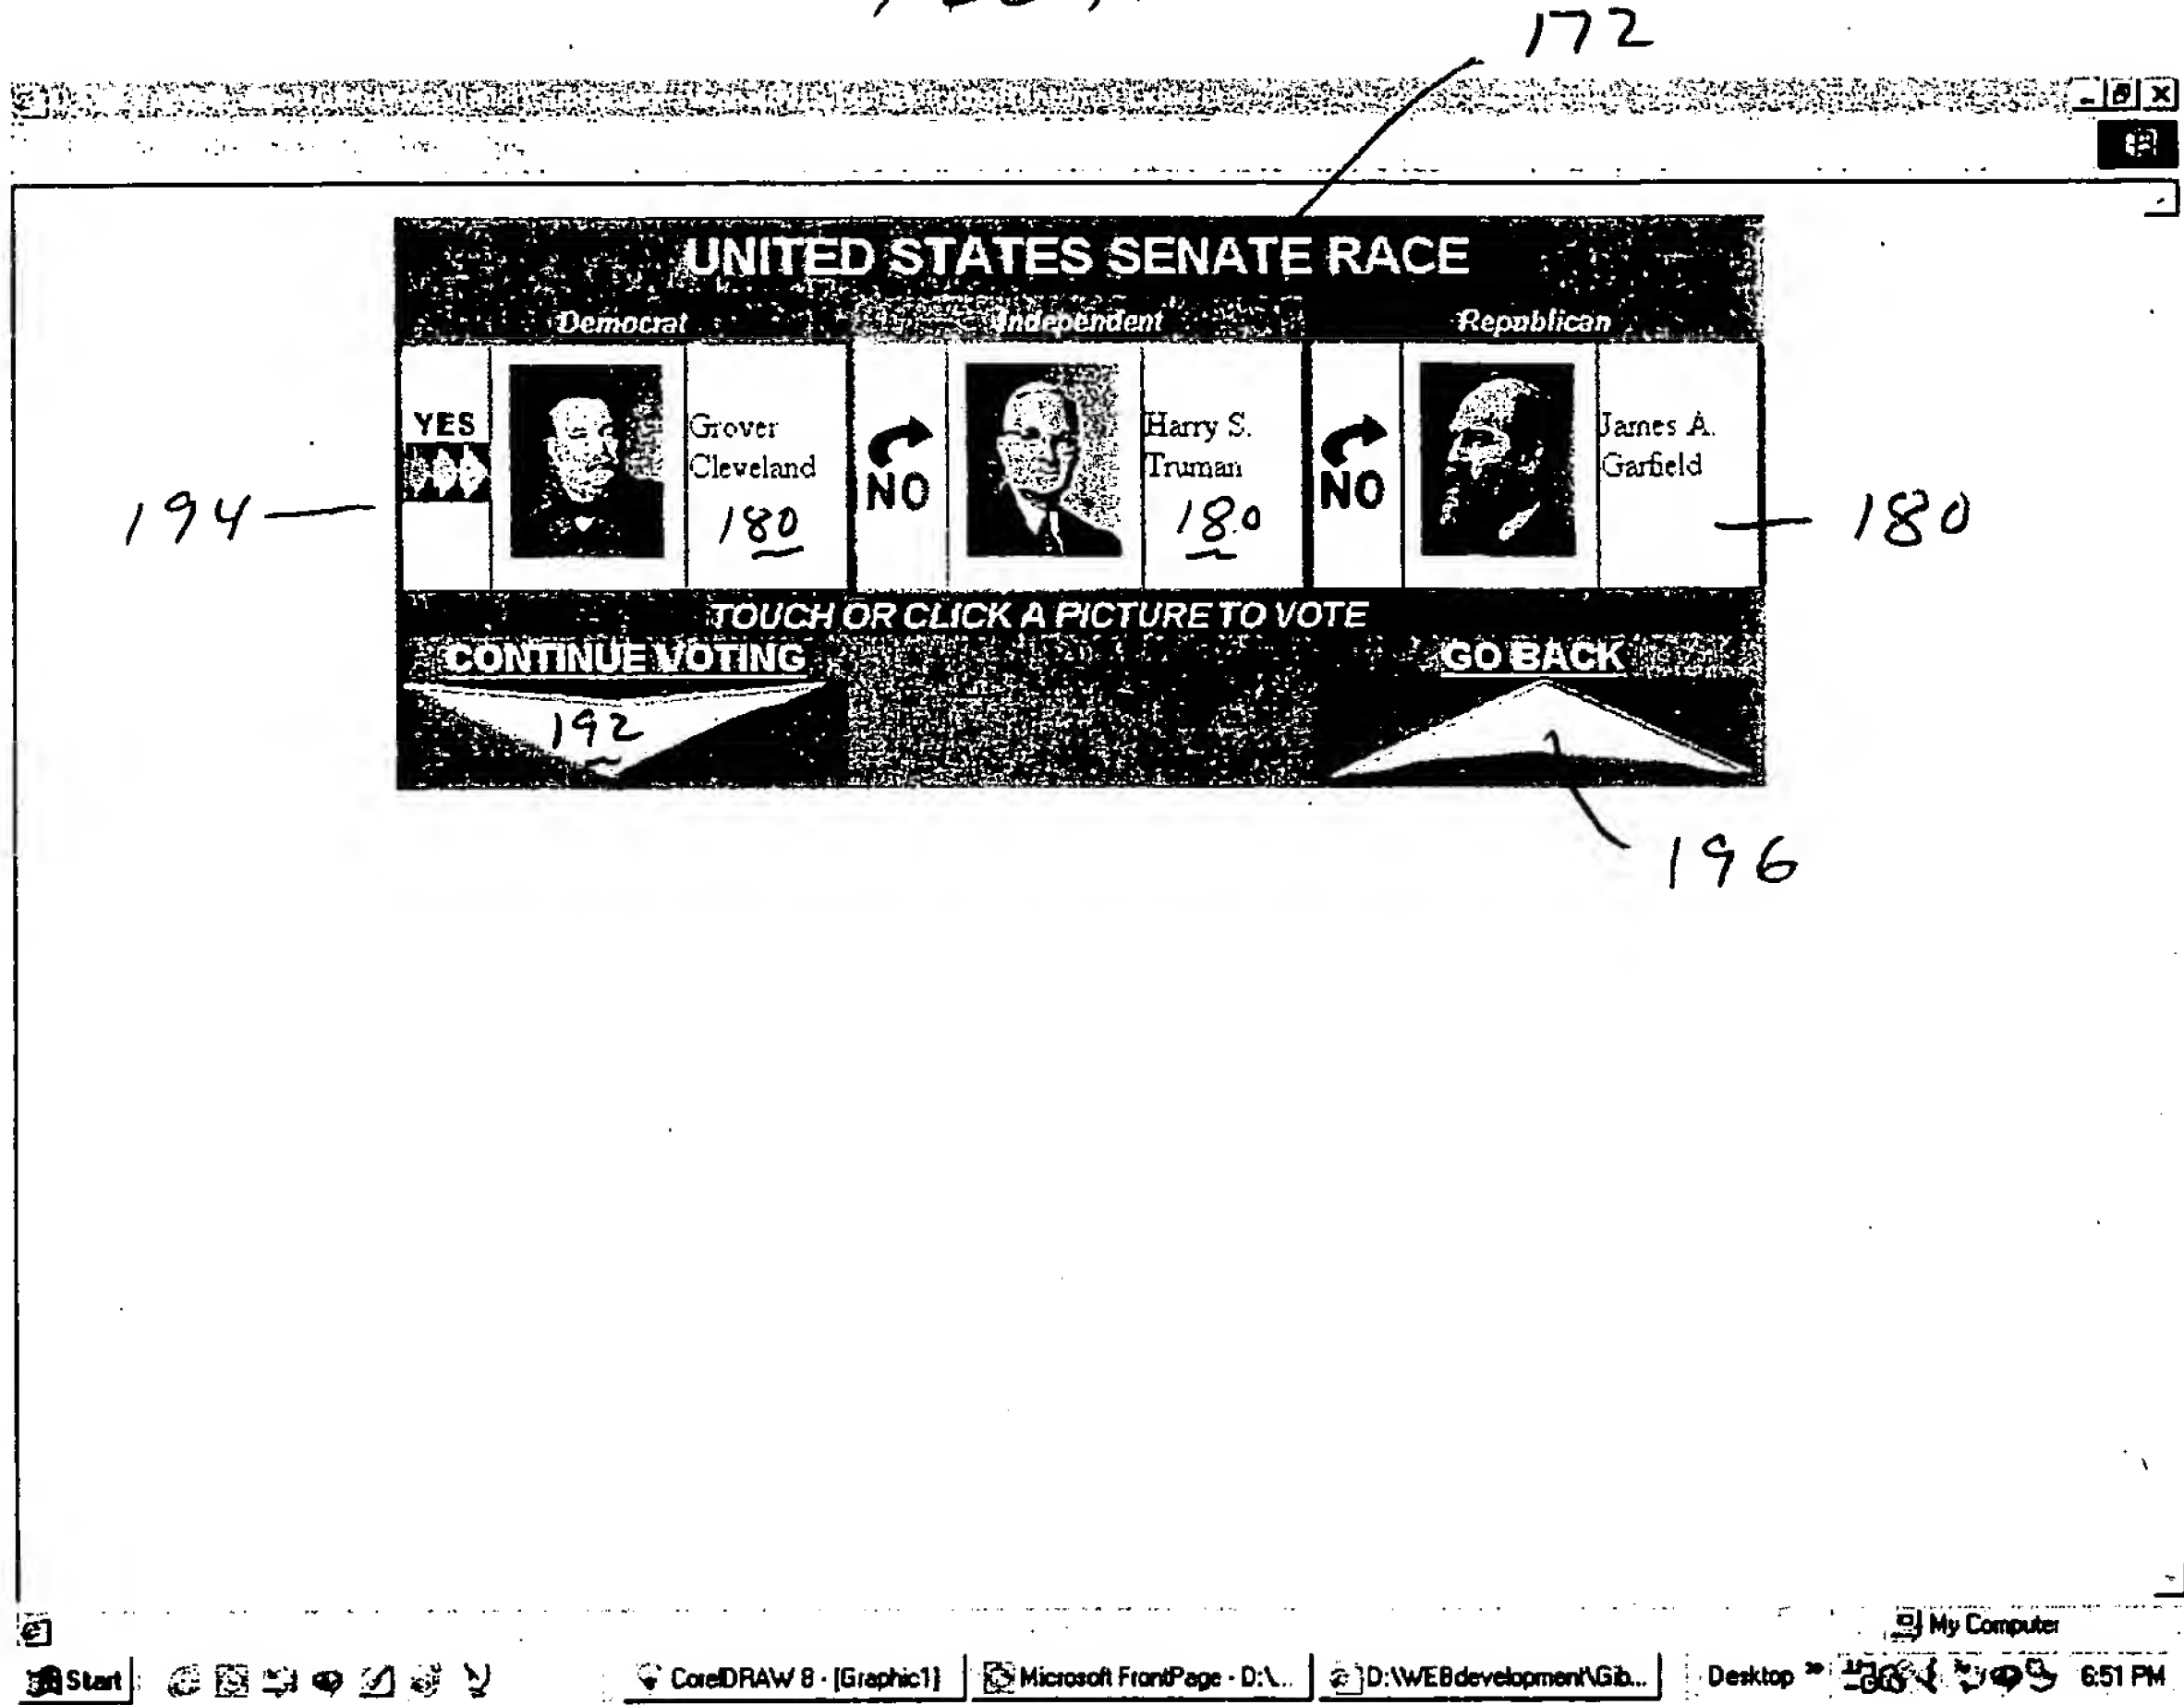 172
UNITED STATES SENATE RACE
Democrat Independent Republican
YES
Grover
Cleveland
180
NO
Harry S.
Truman
180
NO
James A.
Garfield
194
180
TOUCH OR CLICK A PICTURE TO VOTE
CONTINUE VOTING GO BACK
192
196
My Computer
Start CorelDRAW 8 - [Graphic1] Microsoft FrontPage - D:\... D:\WEBdevelopment\Gib... Desktop » 6:51 PM